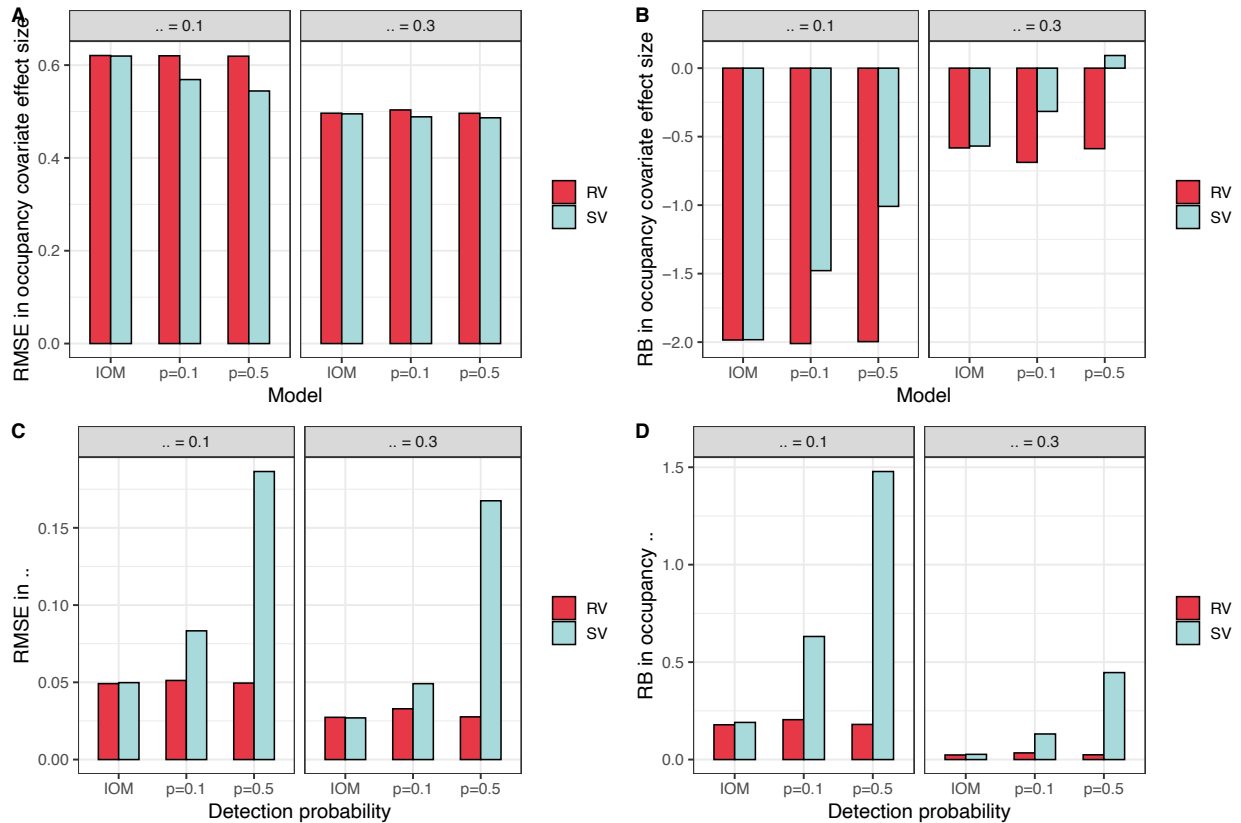 A
.. = 0.1
.. = 0.3
RMSE in occupancy covariate effect size
0.6
0.4
0.2
0.0
IOM
p=0.1
p=0.5
IOM
p=0.1
p=0.5
Model
RV
SV
B
.. = 0.1
.. = 0.3
RB in occupancy covariate effect size
0.0
−0.5
−1.0
−1.5
−2.0
IOM
p=0.1
p=0.5
IOM
p=0.1
p=0.5
Model
RV
SV
C
.. = 0.1
.. = 0.3
RMSE in ..
0.15
0.10
0.05
0.00
IOM
p=0.1
p=0.5
IOM
p=0.1
p=0.5
Detection probability
RV
SV
D
.. = 0.1
.. = 0.3
RB in occupancy ..
1.5
1.0
0.5
0.0
IOM
p=0.1
p=0.5
IOM
p=0.1
p=0.5
Detection probability
RV
SV